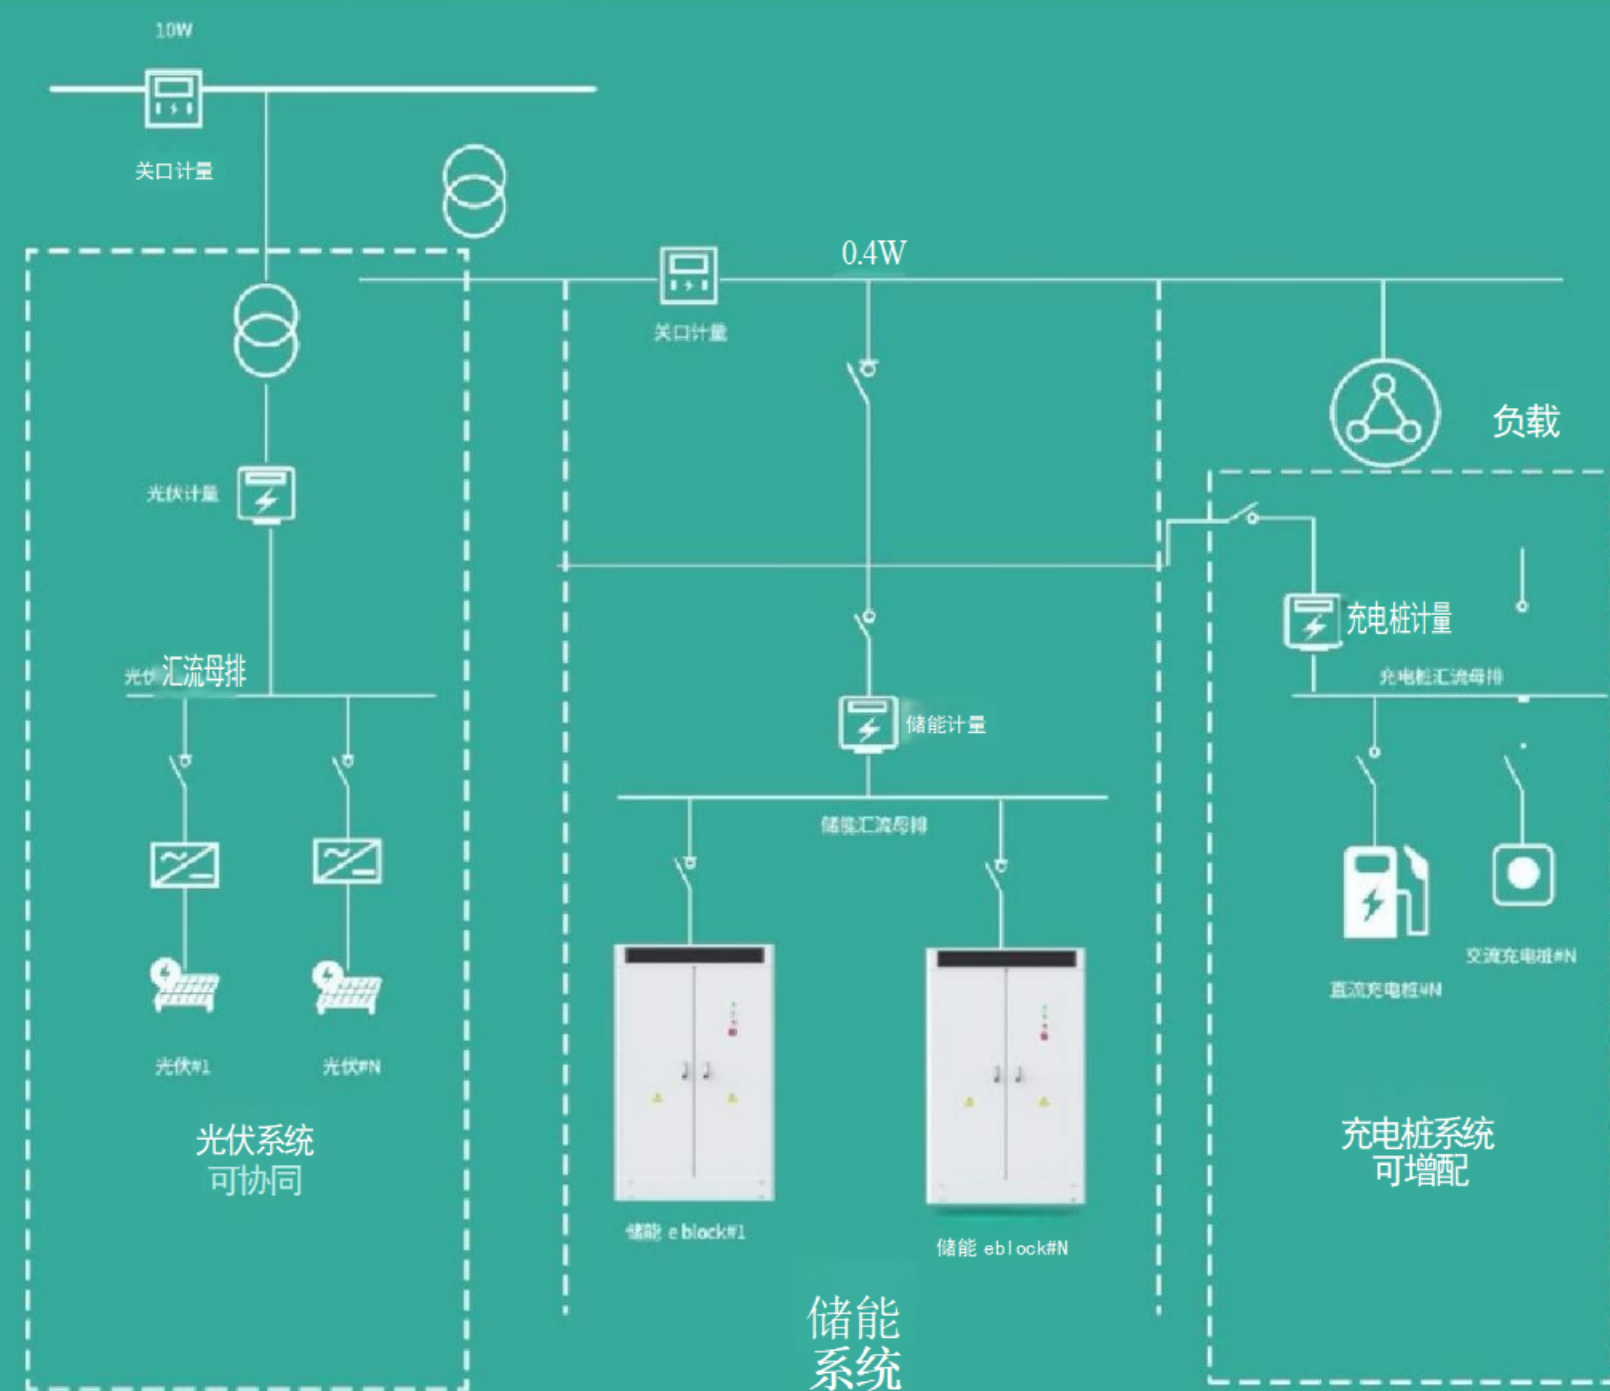 10W
关口计量
0.4W
关口计量
负载
光伏计量
充电桩计量
光伏 汇流母排
充电桩汇流母排
储能计量
储能汇流母排
交流充电桩#N
直流充电桩#N
光伏#1
光伏#N
光伏系统
可协同
充电桩系统
可增配
储能 e block#1
储能 eblock#N
储能
系统